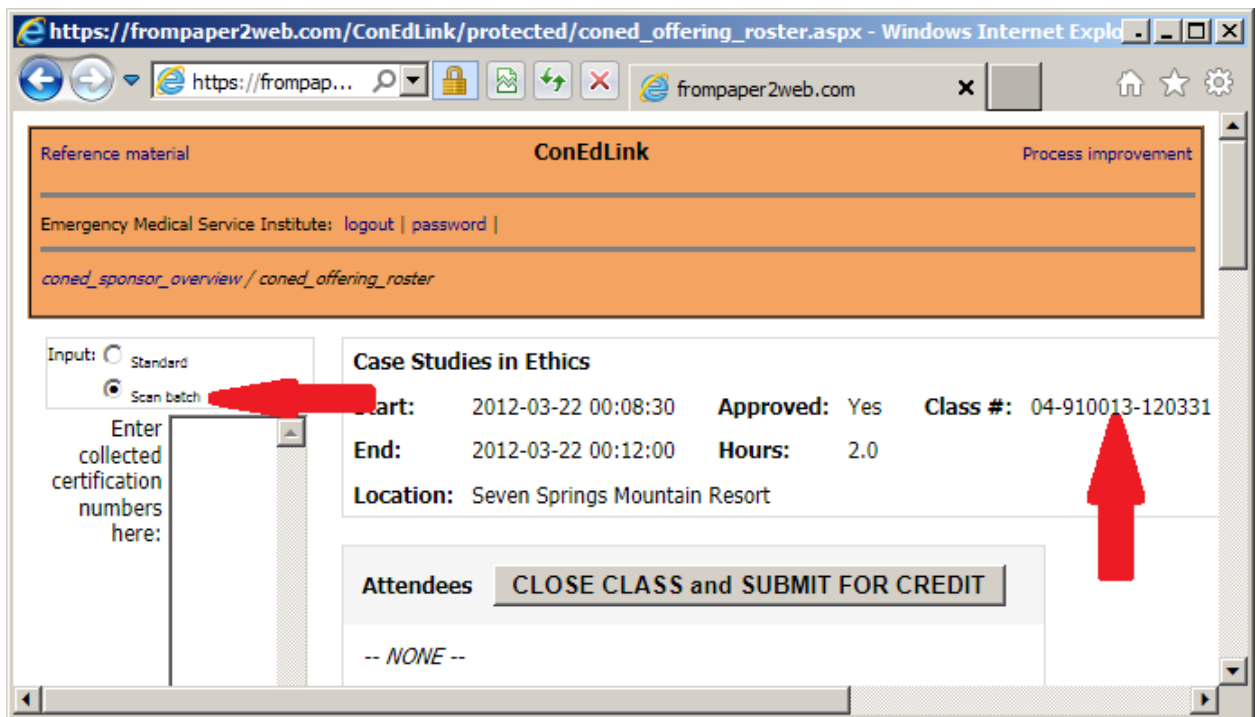 https://frompaper2web.com/ConEdLink/protected/coned_offering_roster.aspx - Windows Internet Explo
https://frompap...
frompaper2web.com
Reference material ConEdLink Process improvement
Emergency Medical Service Institute: logout | password |
coned_sponsor_overview / coned_offering_roster
Input: Standard
Scan batch
Enter
collected
certification
numbers
here:
Case Studies in Ethics
Start: 2012-03-22 00:08:30 Approved: Yes Class #: 04-910013-120331
End: 2012-03-22 00:12:00 Hours: 2.0
Location: Seven Springs Mountain Resort
Attendees CLOSE CLASS and SUBMIT FOR CREDIT
-- NONE --